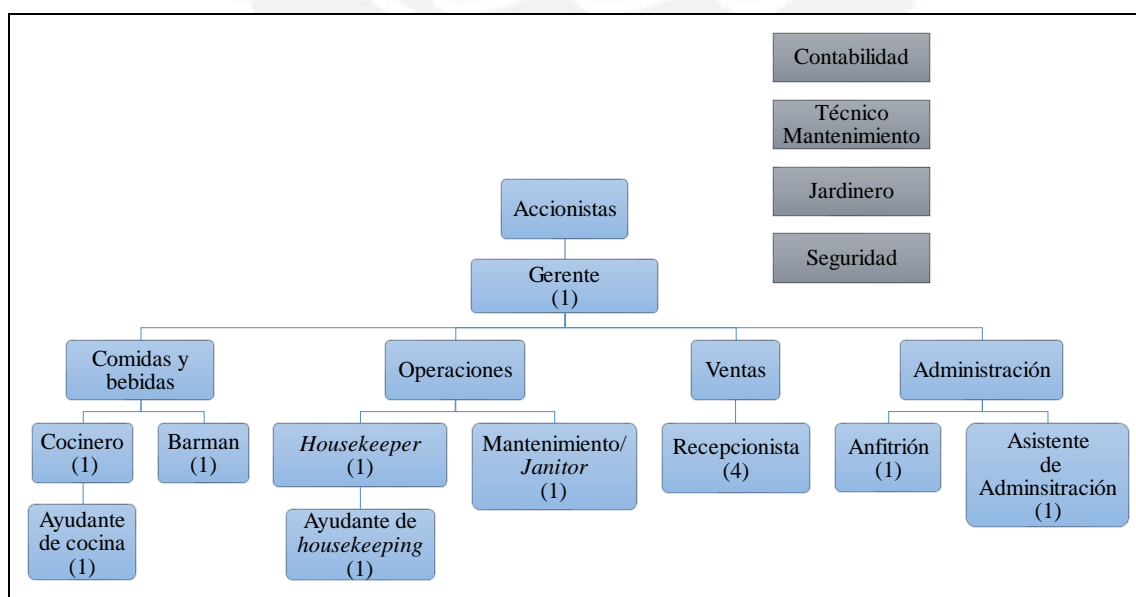 Contabilidad
Técnico
Mantenimiento
Jardinero
Seguridad
Accionistas
Gerente
(1)
Comidas y
bebidas
Operaciones
Ventas
Administración
Cocinero
(1)
Barman
(1)
Housekeeper
(1)
Mantenimiento/
Janitor
(1)
Recepcionista
(4)
Anfitrión
(1)
Asistente
de
Adminsitración
(1)
Ayudante
de cocina
(1)
Ayudante de
housekeeping
(1)